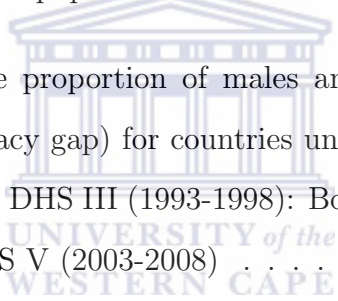 e proportion of males an
acy gap) for countries un
DHS III (1993-1998): Bo
UNIVERSITY of the
S V (2003-2008) . . . .
WESTERN CAPE